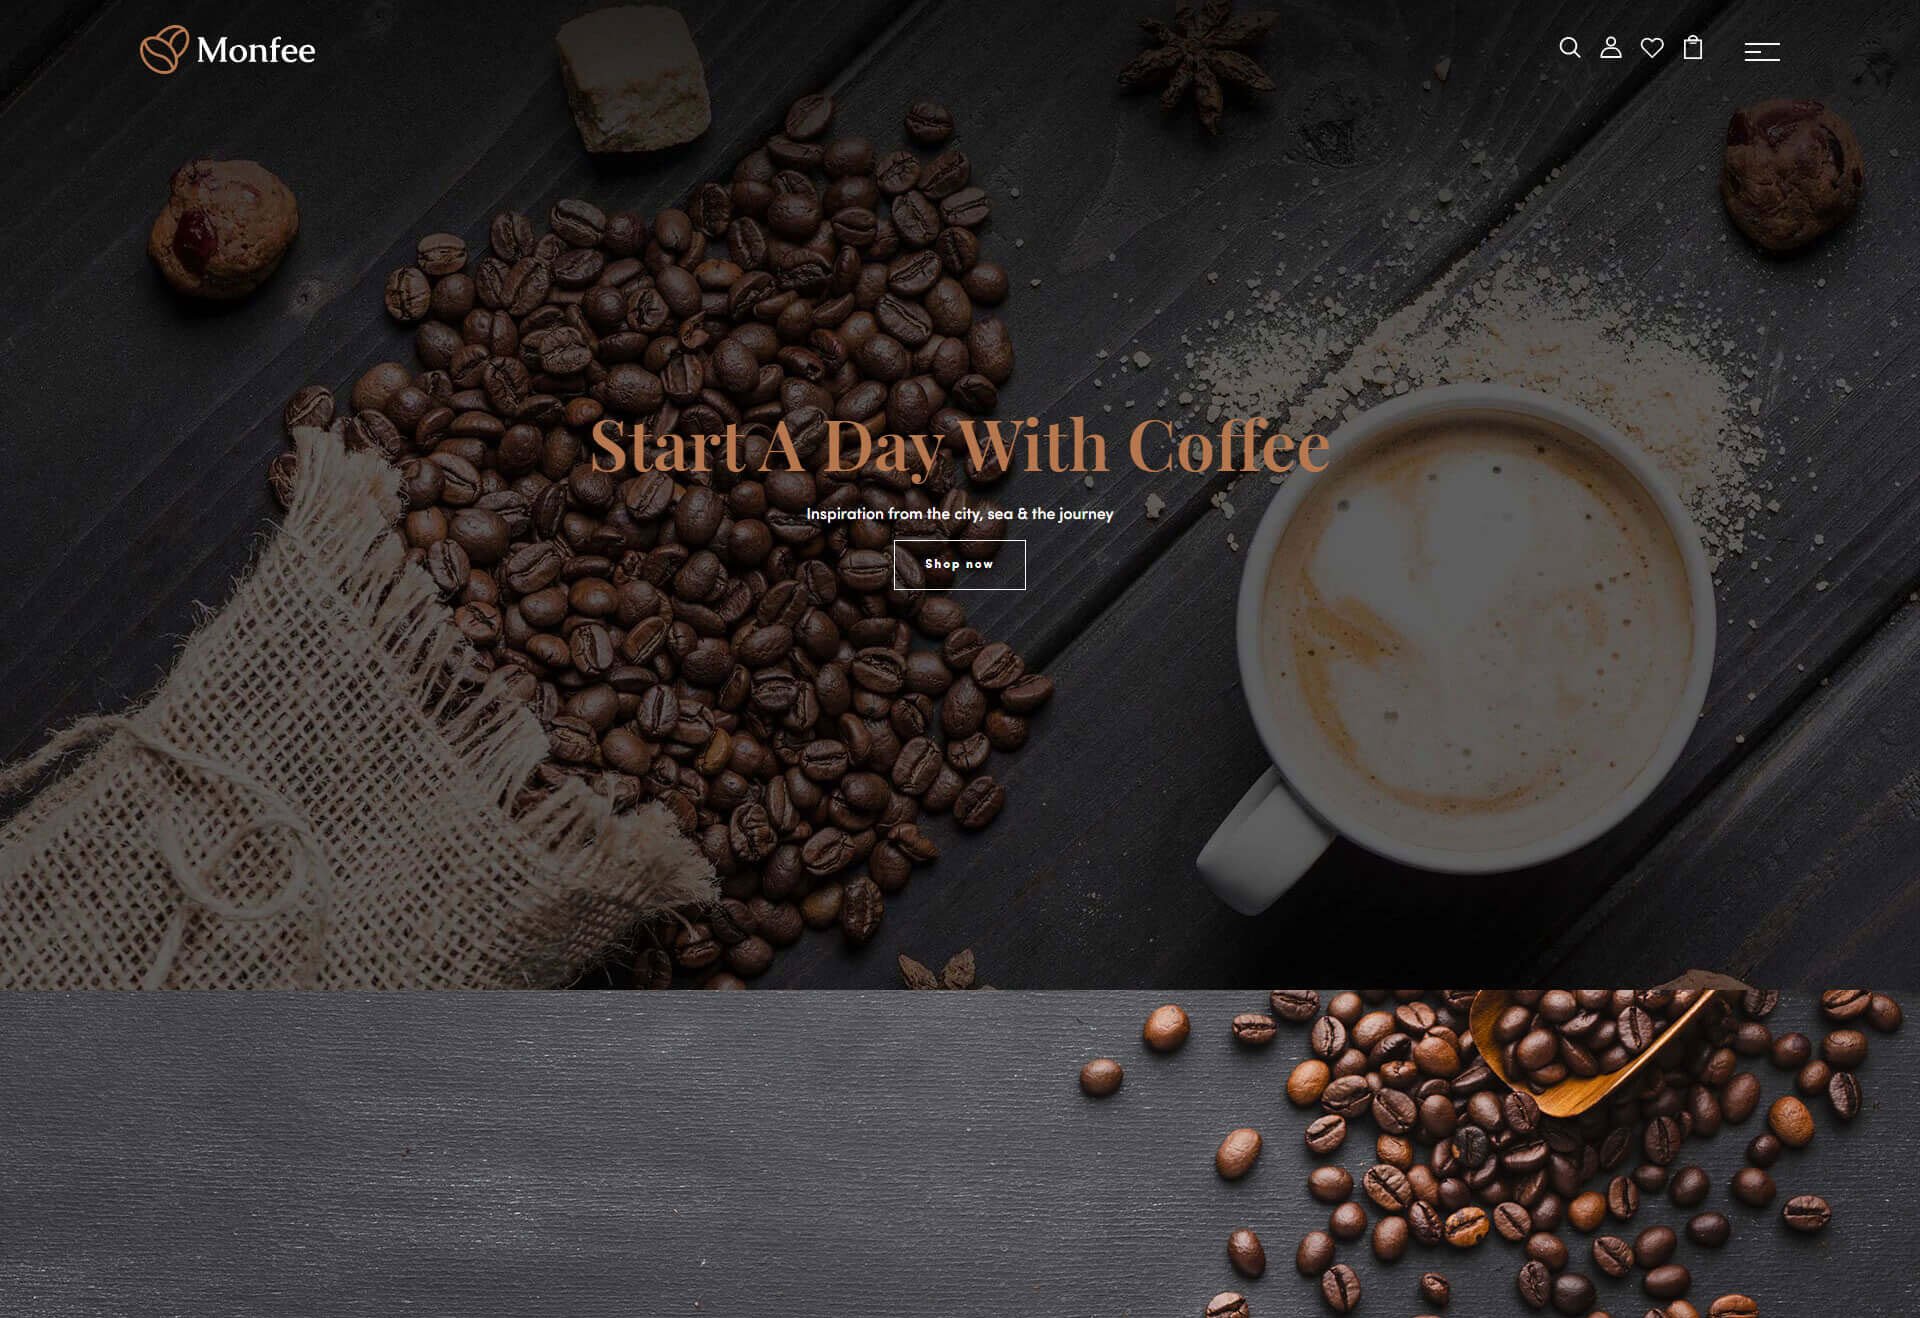 Monfee
Start A Day With Coffee
Inspiration from the city, sea & the journey
Shop now